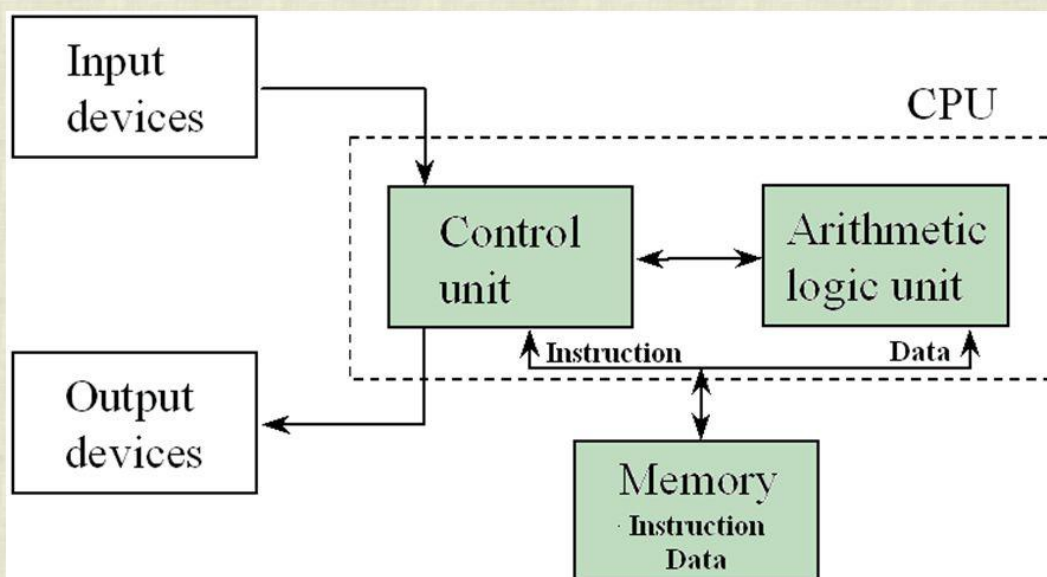 Input
devices
CPU
Control
unit
Arithmetic
logic unit
Instruction
Data
Output
devices
Memory
Instruction
Data